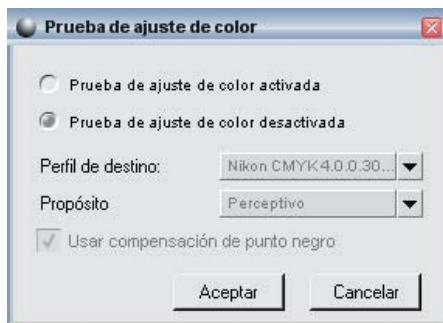 Prueba de ajuste de color
Prueba de ajuste de color activada
Prueba de ajuste de color desactivada
Perfil de destino: Nikon CMYK 4.0.0.30...
Propósito Perceptivo
Usar compensación de punto negro
Aceptar Cancelar